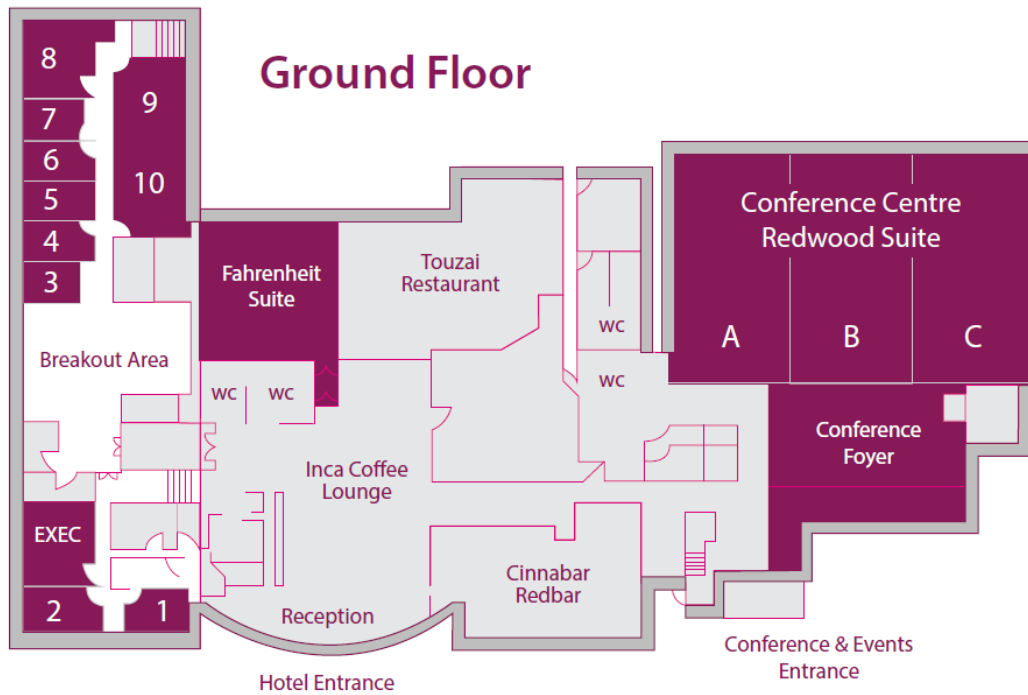 Ground Floor
8
9
7
6
10
5
4
3
Conference Centre
Redwood Suite
Fahrenheit
Suite
Touzai
Restaurant
A
B
C
wc
Breakout Area
wc
wc
wc
Conference
Foyer
Inca Coffee
Lounge
EXEC
Cinnabar
Redbar
2
1
Reception
Conference & Events
Entrance
Hotel Entrance